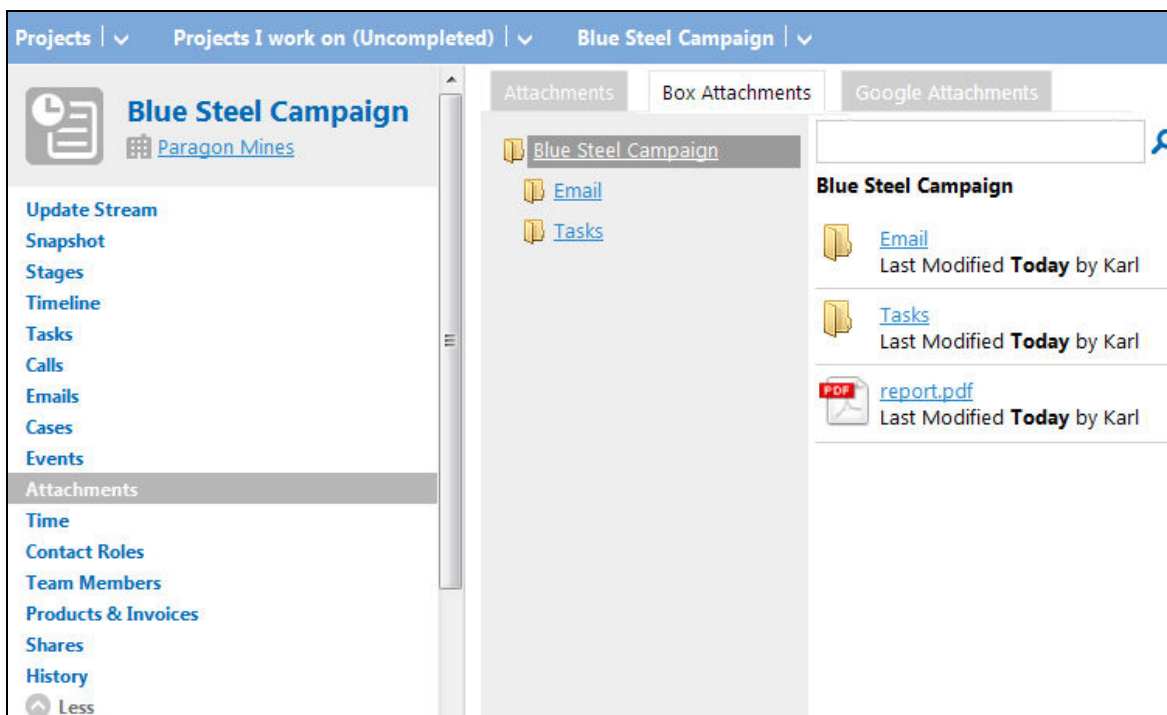 Projects
Projects I work on (Uncompleted)
Blue Steel Campaign
Blue Steel Campaign
Paragon Mines
Update Stream
Snapshot
Stages
Timeline
Tasks
Calls
Emails
Cases
Events
Attachments
Time
Contact Roles
Team Members
Products & Invoices
Shares
History
Less
Attachments
Box Attachments
Google Attachments
Blue Steel Campaign
Email
Tasks
Blue Steel Campaign
Email
Last Modified Today by Karl
Tasks
Last Modified Today by Karl
PDF
report.pdf
Last Modified Today by Karl